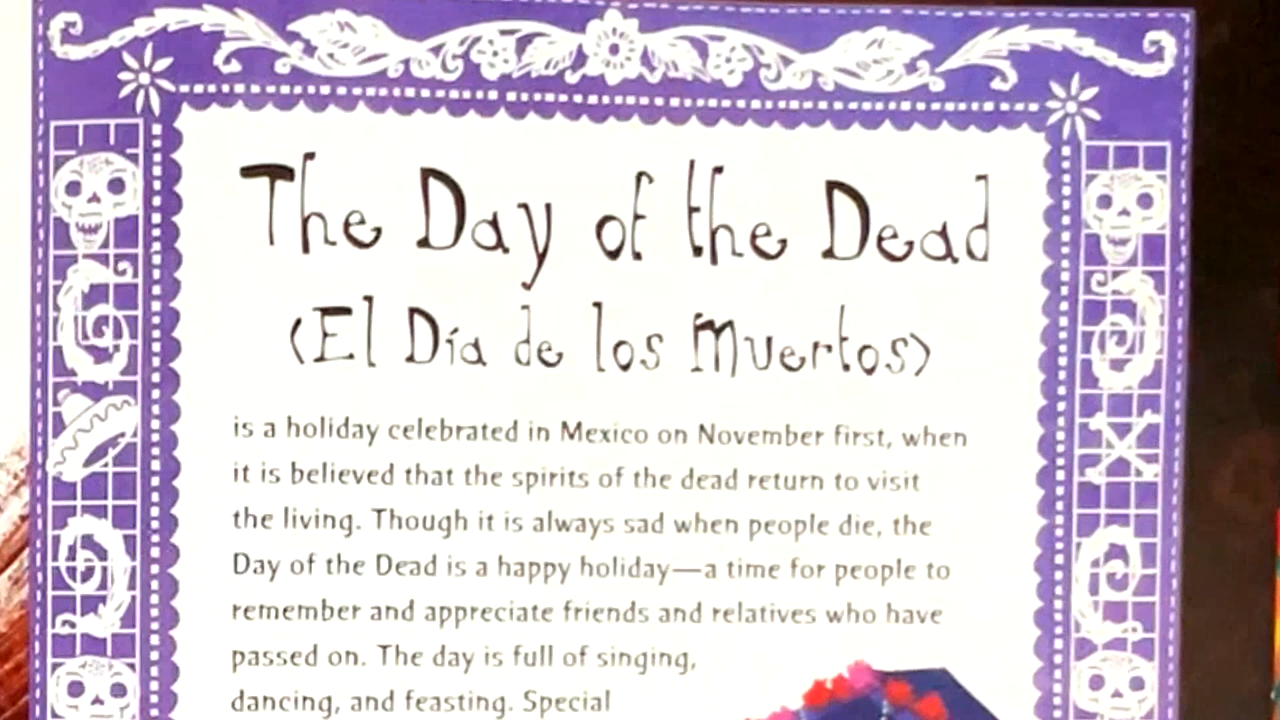 The Day of the Dead
(El Día de los Muertos)
is a holiday celebrated in Mexico on November first, when
it is believed that the spirits of the dead return to visit
the living. Though it is always sad when people die, the
Day of the Dead is a happy holiday—a time for people to
remember and appreciate friends and relatives who have
passed on. The day is full of singing,
dancing, and feasting. Special